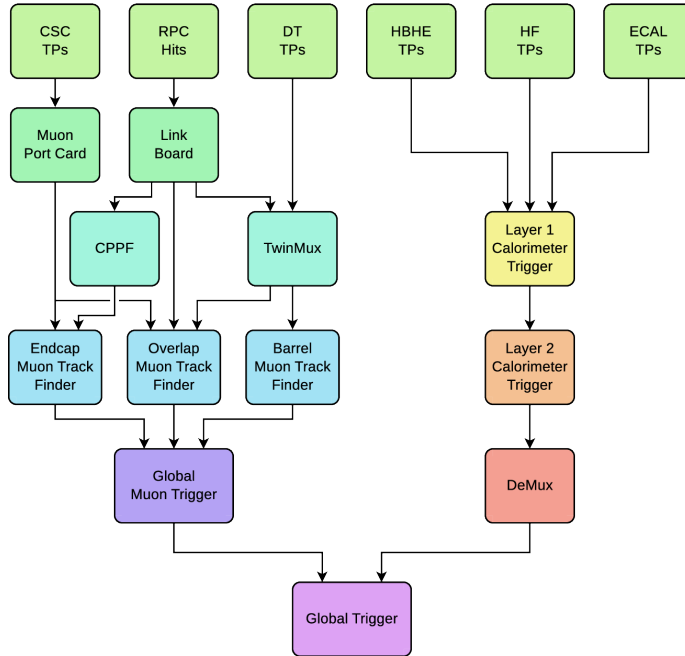 CSC
TPs
RPC
Hits
DT
TPs
HBHE
TPs
HF
TPs
ECAL
TPs
Muon
Port Card
Link
Board
CPPF
TwinMux
Layer 1
Calorimeter
Trigger
Endcap
Muon Track
Finder
Overlap
Muon Track
Finder
Barrel
Muon Track
Finder
Layer 2
Calorimeter
Trigger
Global
Muon Trigger
DeMux
Global Trigger